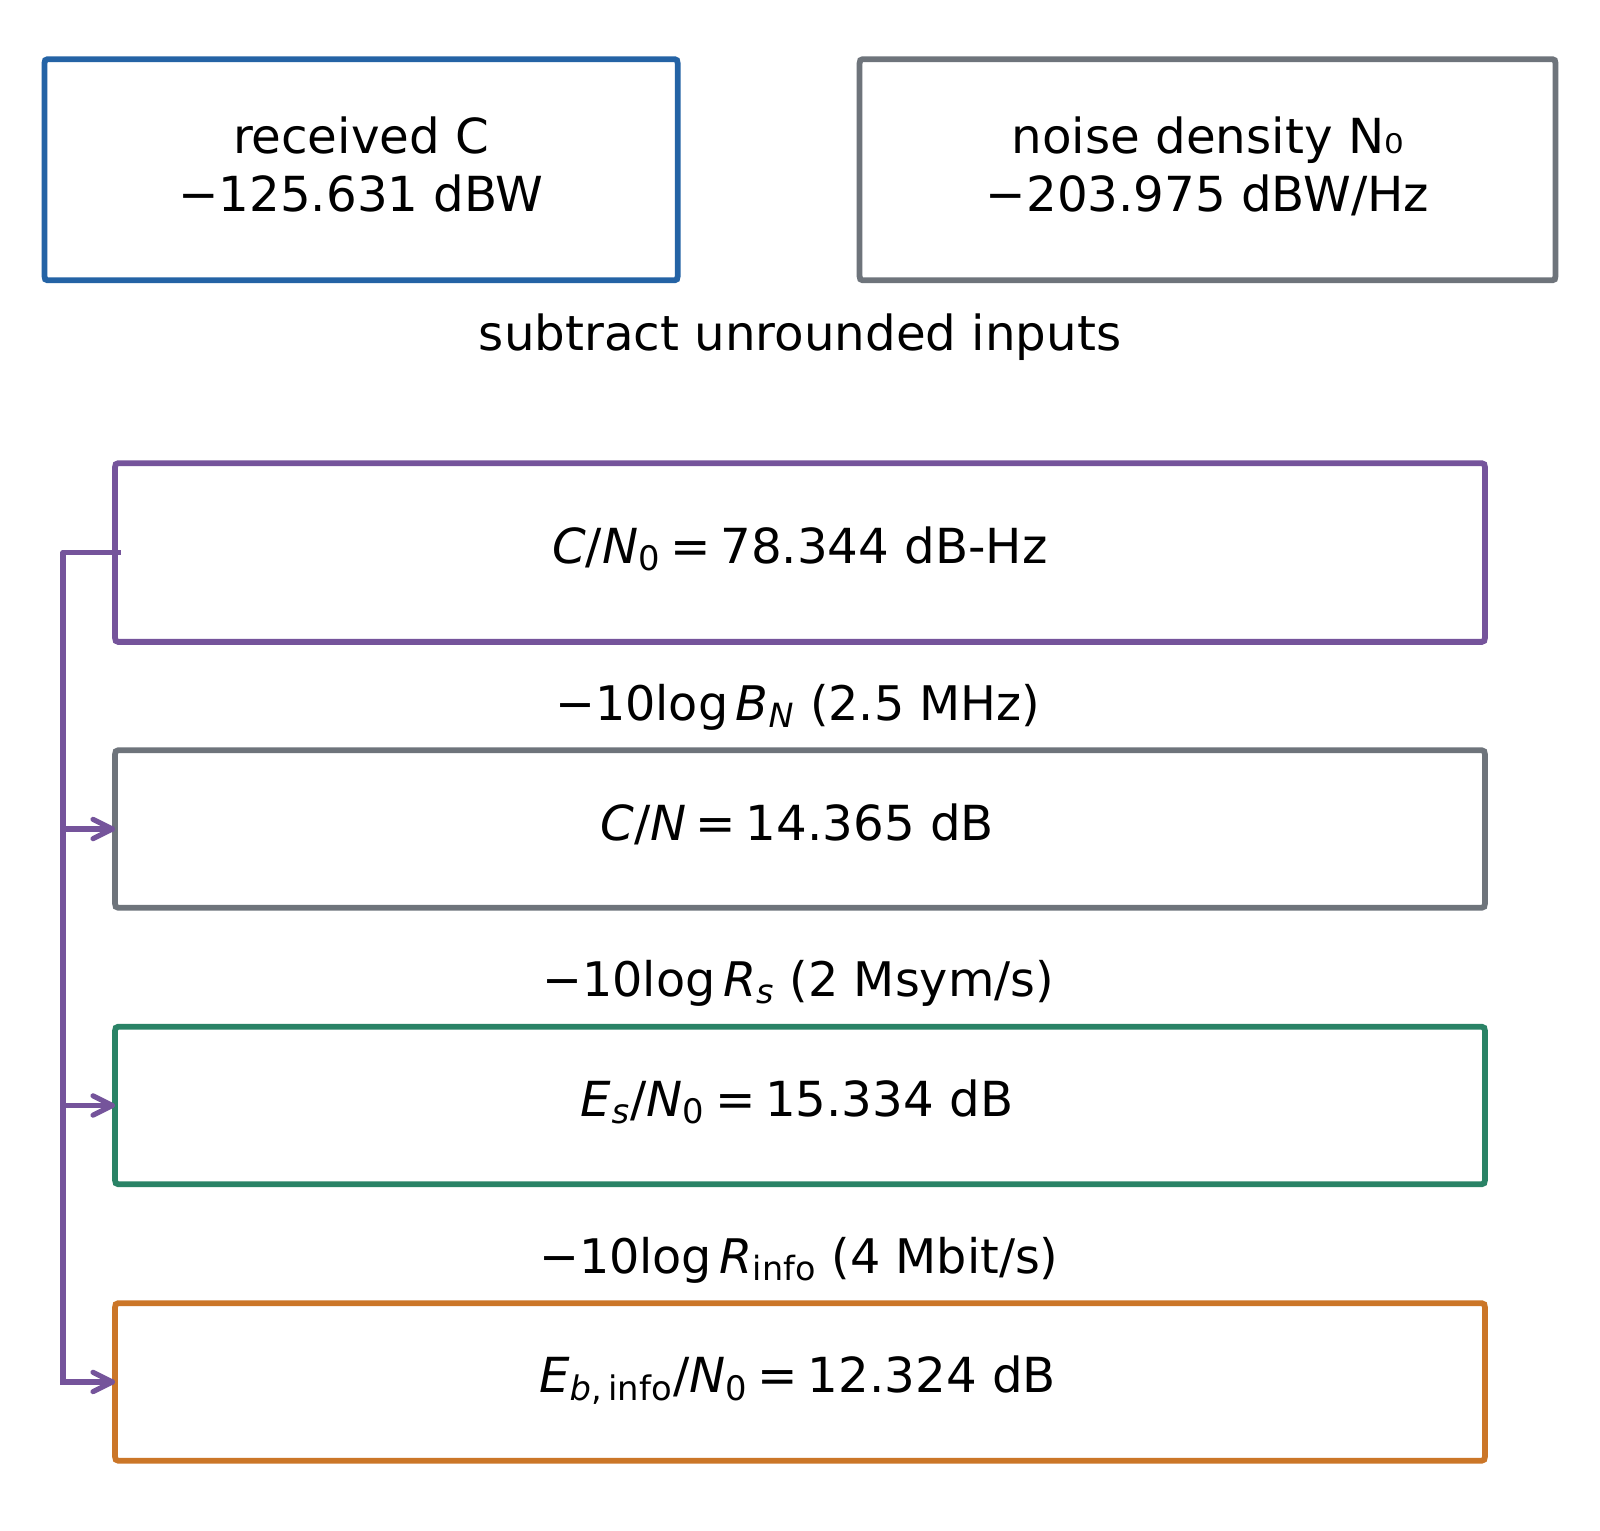 received C
−125.631 dBW
noise density N₀
−203.975 dBW/Hz
subtract unrounded inputs
C/N₀ = 78.344 dB-Hz
−10log B_N (2.5 MHz)
C/N = 14.365 dB
−10log R_s (2 Msym/s)
E_s/N₀ = 15.334 dB
−10log R_info (4 Mbit/s)
E_b,info/N₀ = 12.324 dB